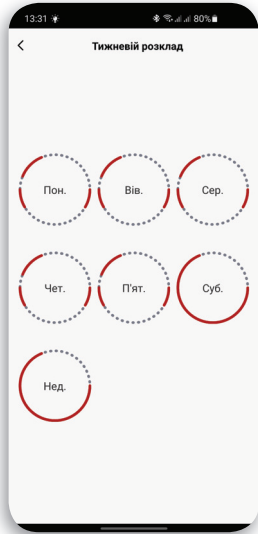 13:31 80%
Тижневій розклад
Пон. Вів. Сер.
Чет. П'ят. Суб.
Нед.